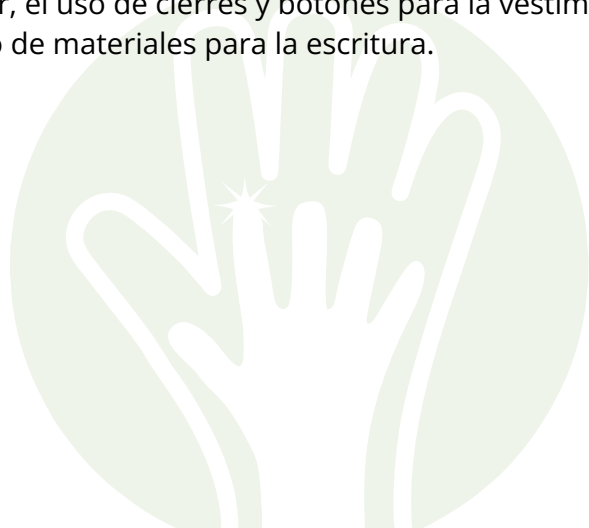 r, el uso de cierres y botones para la vestim
o de materiales para la escritura.